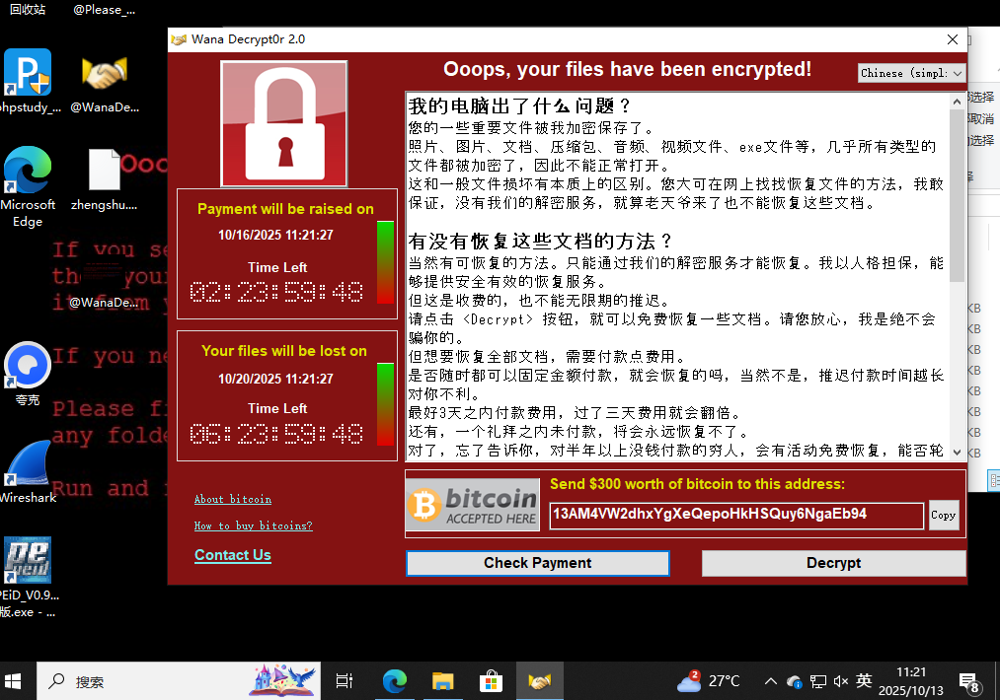 回收站
@Please_...
phpstudy_...
@WanaDe...
Microsoft
Edge
zhengshu....
Ooo
If you se
the your
it from y
@WanaDe...
If you ne
夸克
Please fi
any folde
Wireshark
Run and
PEiD_V0.9...
版.exe - ...
Wana Decrypt0r 2.0
Ooops, your files have been encrypted!
Chinese (simpl:
Payment will be raised on
10/16/2025 11:21:27
Time Left
02:23:59:48
Your files will be lost on
10/20/2025 11:21:27
Time Left
06:23:59:48
About bitcoin
How to buy bitcoins?
Contact Us
我的电脑出了什么问题？
您的一些重要文件被我加密保存了。
照片、图片、文档、压缩包、音频、视频文件、exe文件等，几乎所有类型的
文件都被加密了，因此不能正常打开。
这和一般文件损坏有本质上的区别。您大可在网上找找恢复文件的方法，我敢
保证，没有我们的解密服务，就算老天爷来了也不能恢复这些文档。
有没有恢复这些文档的方法？
当然有可恢复的方法。只能通过我们的解密服务才能恢复。我以人格担保，能
够提供安全有效的恢复服务。
但这是收费的，也不能无限期的推迟。
请点击 <Decrypt> 按钮，就可以免费恢复一些文档。请您放心，我是绝不会
骗你的。
但想要恢复全部文档，需要付款点费用。
是否随时都可以固定金额付款，就会恢复的吗，当然不是，推迟付款时间越长
对你不利。
最好3天之内付款费用，过了三天费用就会翻倍。
还有，一个礼拜之内未付款，将会永远恢复不了。
对了，忘了告诉你，对半年以上没钱付款的穷人，会有活动免费恢复，能否轮
bitcoin
ACCEPTED HERE
Send $300 worth of bitcoin to this address:
13AM4VW2dhxYgXeQepoHkHSQuy6NgaEb94
Copy
Check Payment
Decrypt
选择
取消
选择
择
KB
KB
KB
KB
KB
KB
KB
KB
搜索
2
27°C
英
11:21
2025/10/13
8